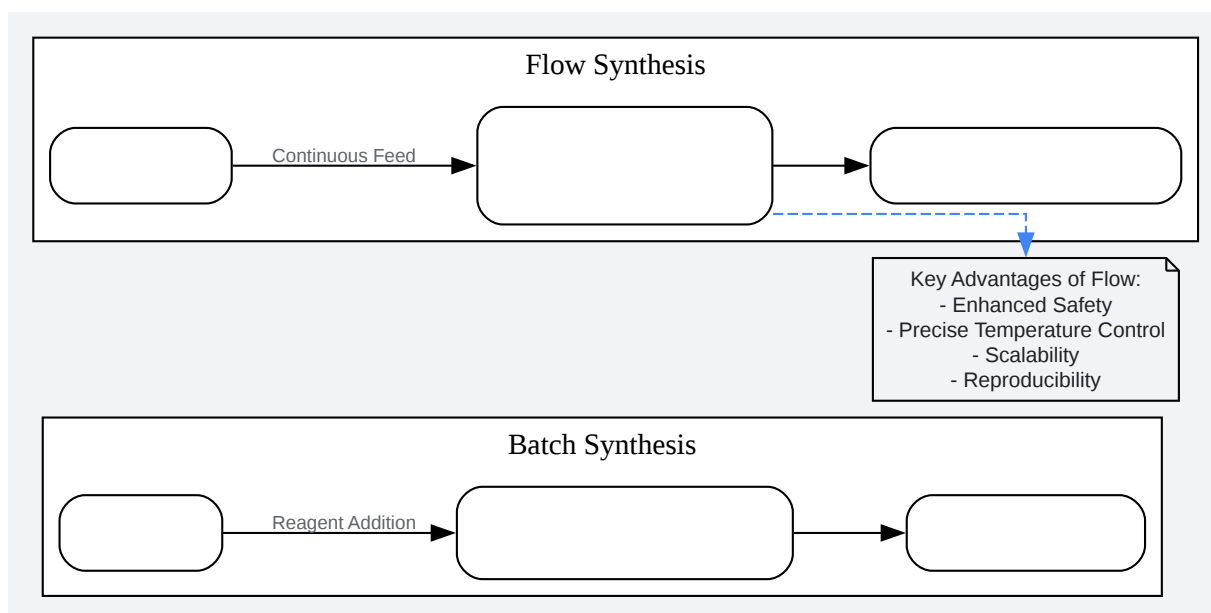 Flow Synthesis
Continuous Feed
Key Advantages of Flow:
- Enhanced Safety
- Precise Temperature Control
- Scalability
- Reproducibility
Batch Synthesis
Reagent Addition